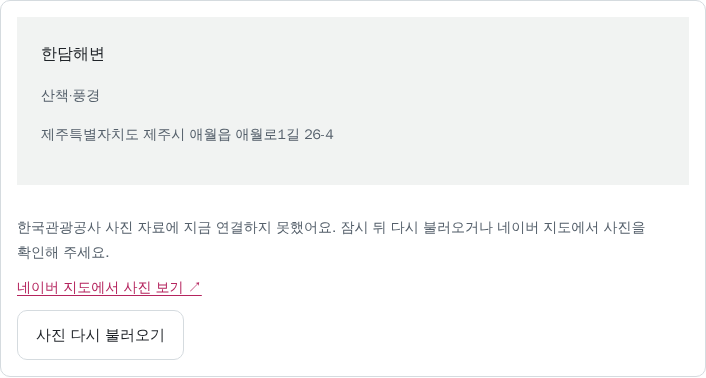 한담해변
산책·풍경
제주특별자치도 제주시 애월읍 애월로1길 26-4
한국관광공사 사진 자료에 지금 연결하지 못했어요. 잠시 뒤 다시 불러오거나 네이버 지도에서 사진을
확인해 주세요.
네이버 지도에서 사진 보기 ↗
사진 다시 불러오기